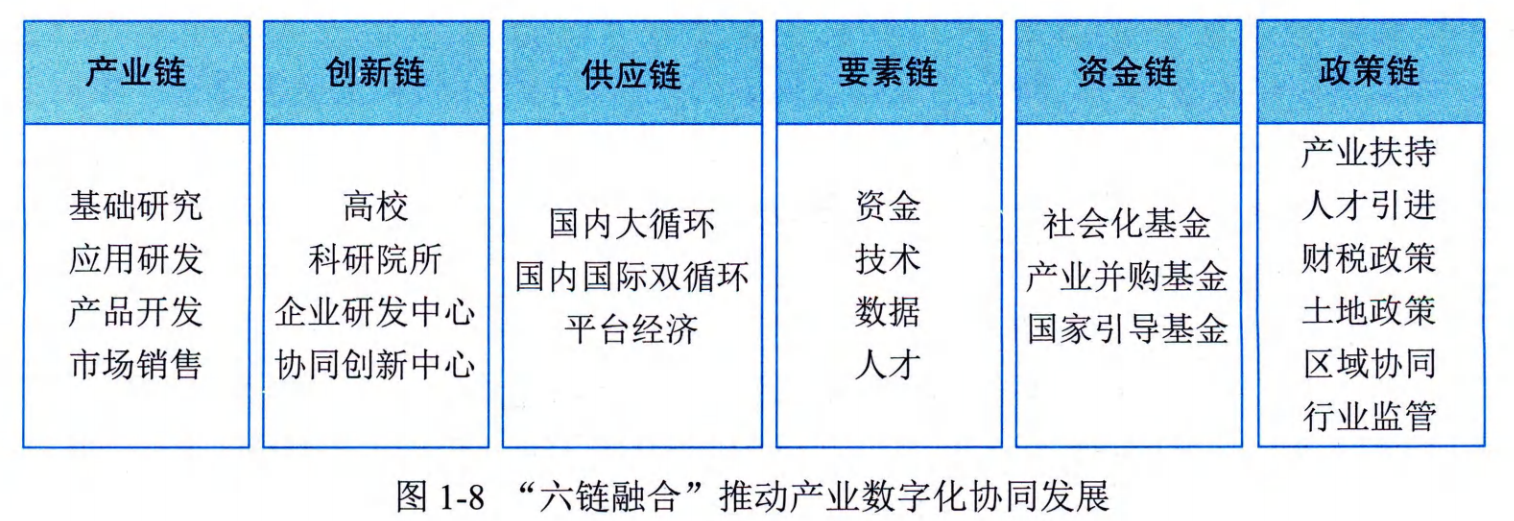 产业链
基础研究
应用研发
产品开发
市场销售
创新链
高校
科研院所
企业研发中心
协同创新中心
供应链
国内大循环
国内国际双循环
平台经济
要素链
资金
技术
数据
人才
资金链
社会化基金
产业并购基金
国家引导基金
政策链
产业扶持
人才引进
财税政策
土地政策
区域协同
行业监管
图 1-8 “六链融合”推动产业数字化协同发展